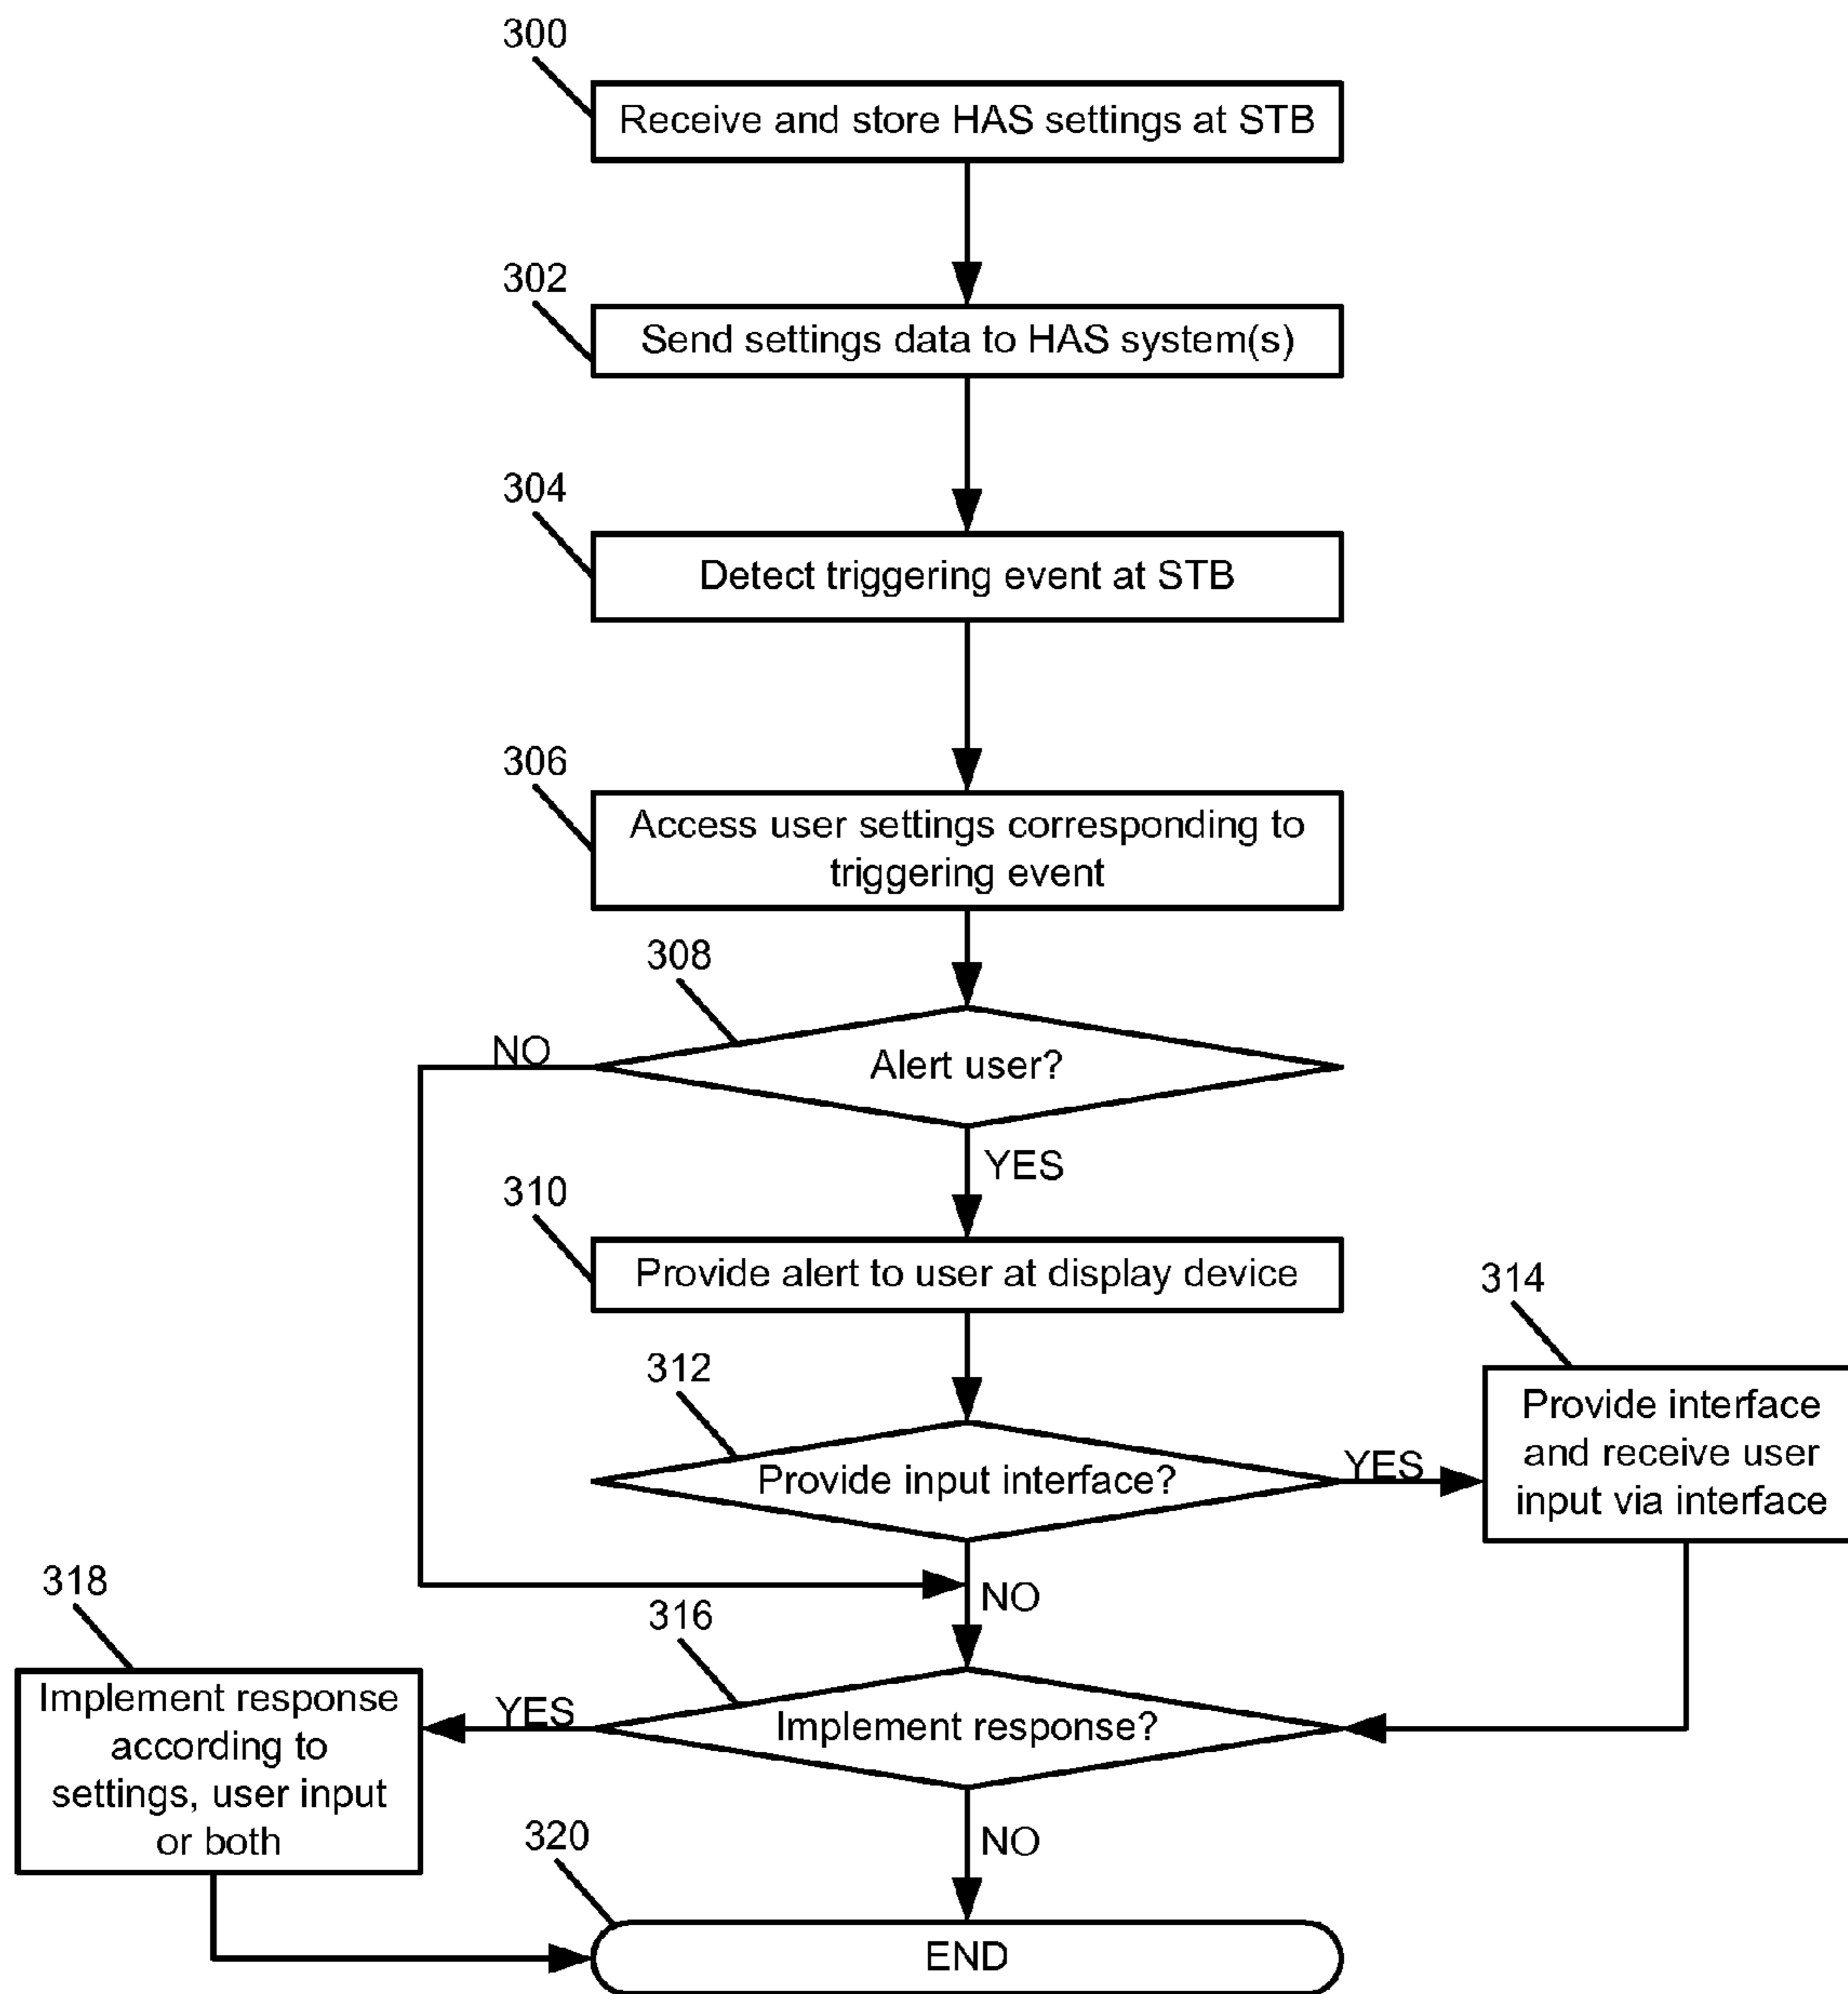 300
Receive and store HAS settings at STB
302
Send settings data to HAS system(s)
304
Detect triggering event at STB
306
Access user settings corresponding to
triggering event
308
NO
Alert user?
YES
310
Provide alert to user at display device
314
312
Provide input interface?
YES
Provide interface
and receive user
input via interface
NO
318
316
Implement response
according to
settings, user input
or both
YES
Implement response?
NO
320
END